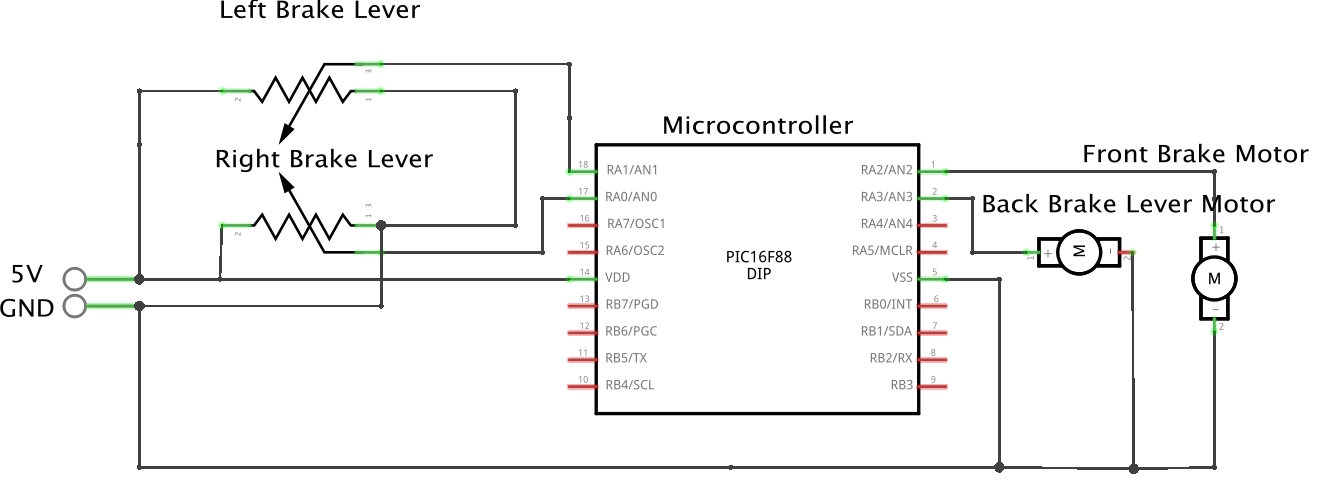 Left Brake Lever
3
2
1
Right Brake Lever
3
1
2
5V
GND
Microcontroller
18 RA1/AN1
17 RA0/AN0
16 RA7/OSC1
15 RA6/OSC2
14 VDD
13 RB7/PGD
12 RB6/PGC
11 RB5/TX
10 RB4/SCL
PIC16F88
DIP
RA2/AN2 1
RA3/AN3 2
RA4/AN4 3
RA5/MCLR 4
VSS 5
RB0/INT 6
RB1/SDA 7
RB2/RX 8
RB3 9
Front Brake Motor
Back Brake Lever Motor
1 + M - 2
1
+
M
-
2